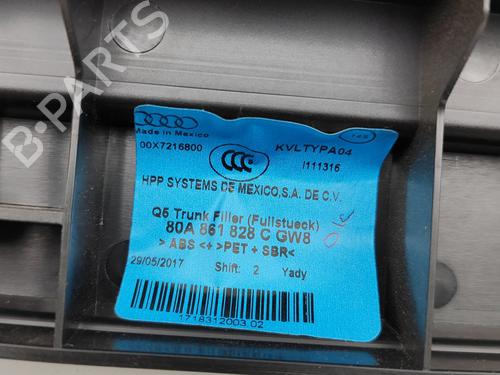 B-PARTS
Made in Mexico
00X7216800
CCC
KVLTYPA04
I111316
HPP SYSTEMS DE MEXICO,S.A. DE C.V.
Q5 Trunk Filler (Fullstueck)
80A 861 828 C GW8
> ABS <+ >PET + SBR<
29/05/2017 Shift: 2 Yady
1718312003 02